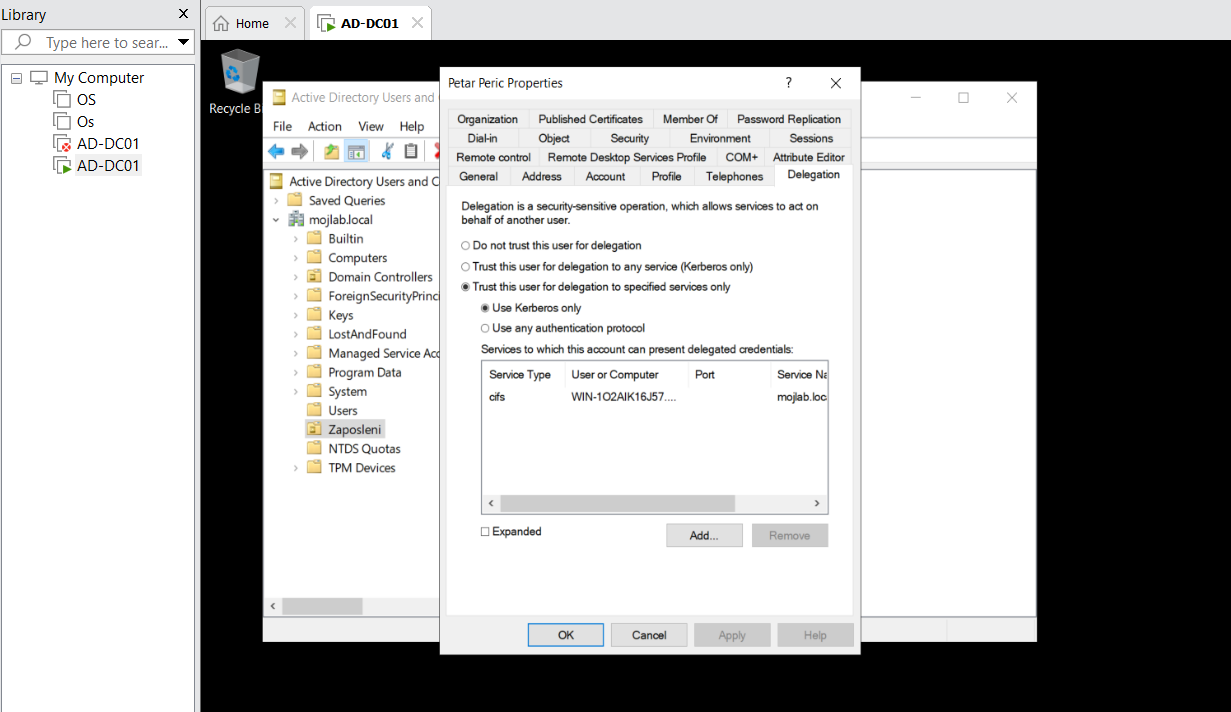 Library
Type here to sear...
My Computer
OS
Os
AD-DC01
AD-DC01
Home
AD-DC01
Recycle B
Active Directory Users and
File Action View Help
Active Directory Users and C
Saved Queries
mojlab.local
Builtin
Computers
Domain Controllers
ForeignSecurityPrinci
Keys
LostAndFound
Managed Service Acc
Program Data
System
Users
Zaposleni
NTDS Quotas
TPM Devices
Petar Peric Properties
?
Organization Published Certificates Member Of Password Replication
Dial-in Object Security Environment Sessions
Remote control Remote Desktop Services Profile COM+ Attribute Editor
General Address Account Profile Telephones Delegation
Delegation is a security-sensitive operation, which allows services to act on
behalf of another user.
Do not trust this user for delegation
Trust this user for delegation to any service (Kerberos only)
Trust this user for delegation to specified services only
Use Kerberos only
Use any authentication protocol
Services to which this account can present delegated credentials:
Service Type User or Computer Port Service Na
cifs WIN-1O2AIK16J57.... mojlab.loc
Expanded
Add... Remove
OK Cancel Apply Help